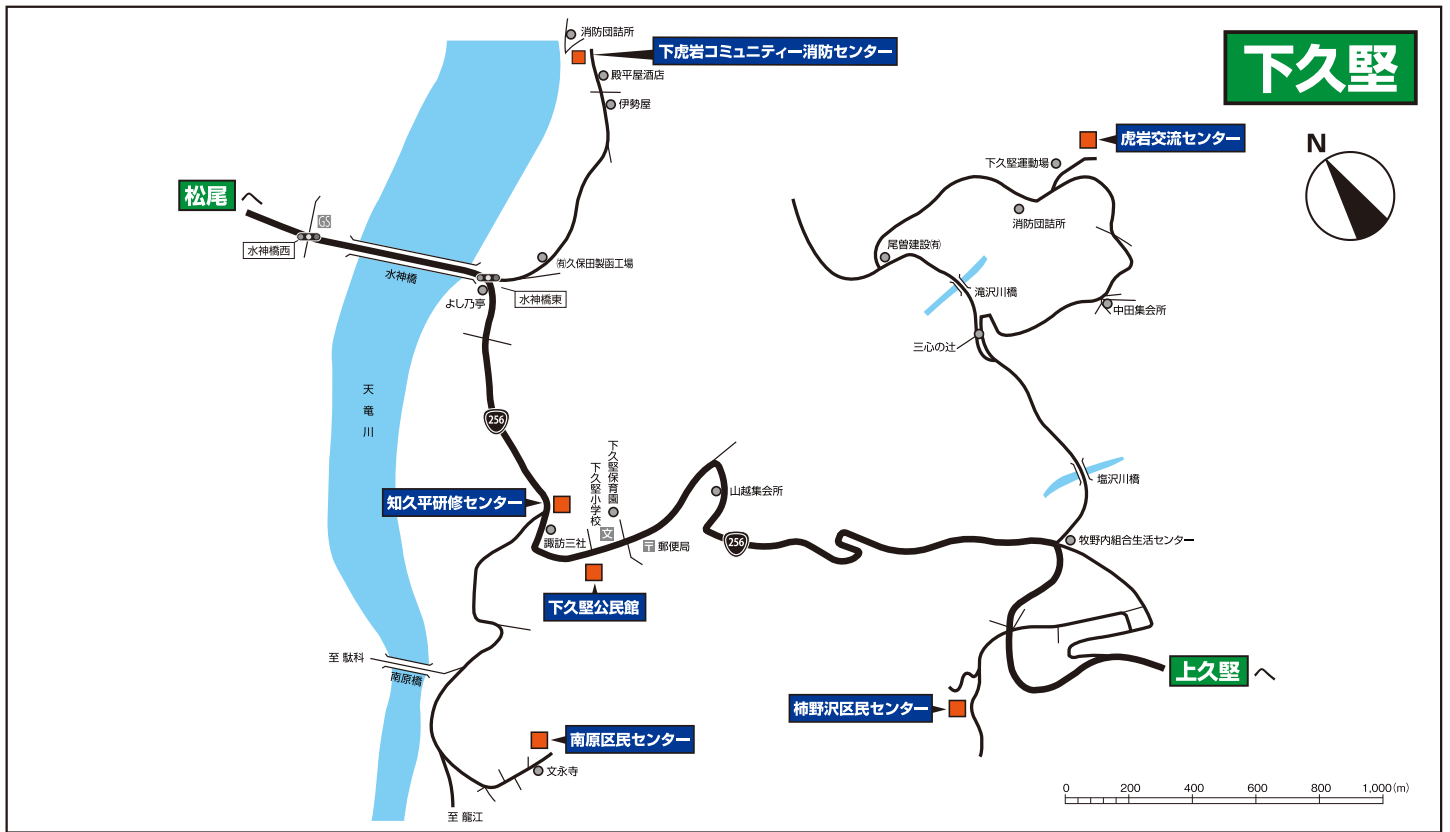 下久堅
消防団詰所
下虎岩コミュニティー消防センター
殿平屋酒店
伊勢屋
虎岩交流センター
N
下久堅運動場
松尾へ
GS
消防団詰所
水神橋西
尾曽建設㈲
㈲久保田製函工場
水神橋
滝沢川橋
よし乃亭
水神橋東
中田集会所
三心の辻
天竜川
256
下久堅保育園
下久堅小学校
塩沢川橋
山越集会所
知久平研修センター
文
諏訪三社
〒郵便局
256
牧野内組合生活センター
下久堅公民館
至 駄科
南原橋
上久堅へ
柿野沢区民センター
南原区民センター
文永寺
至 龍江
0 200 400 600 800 1,000(m)